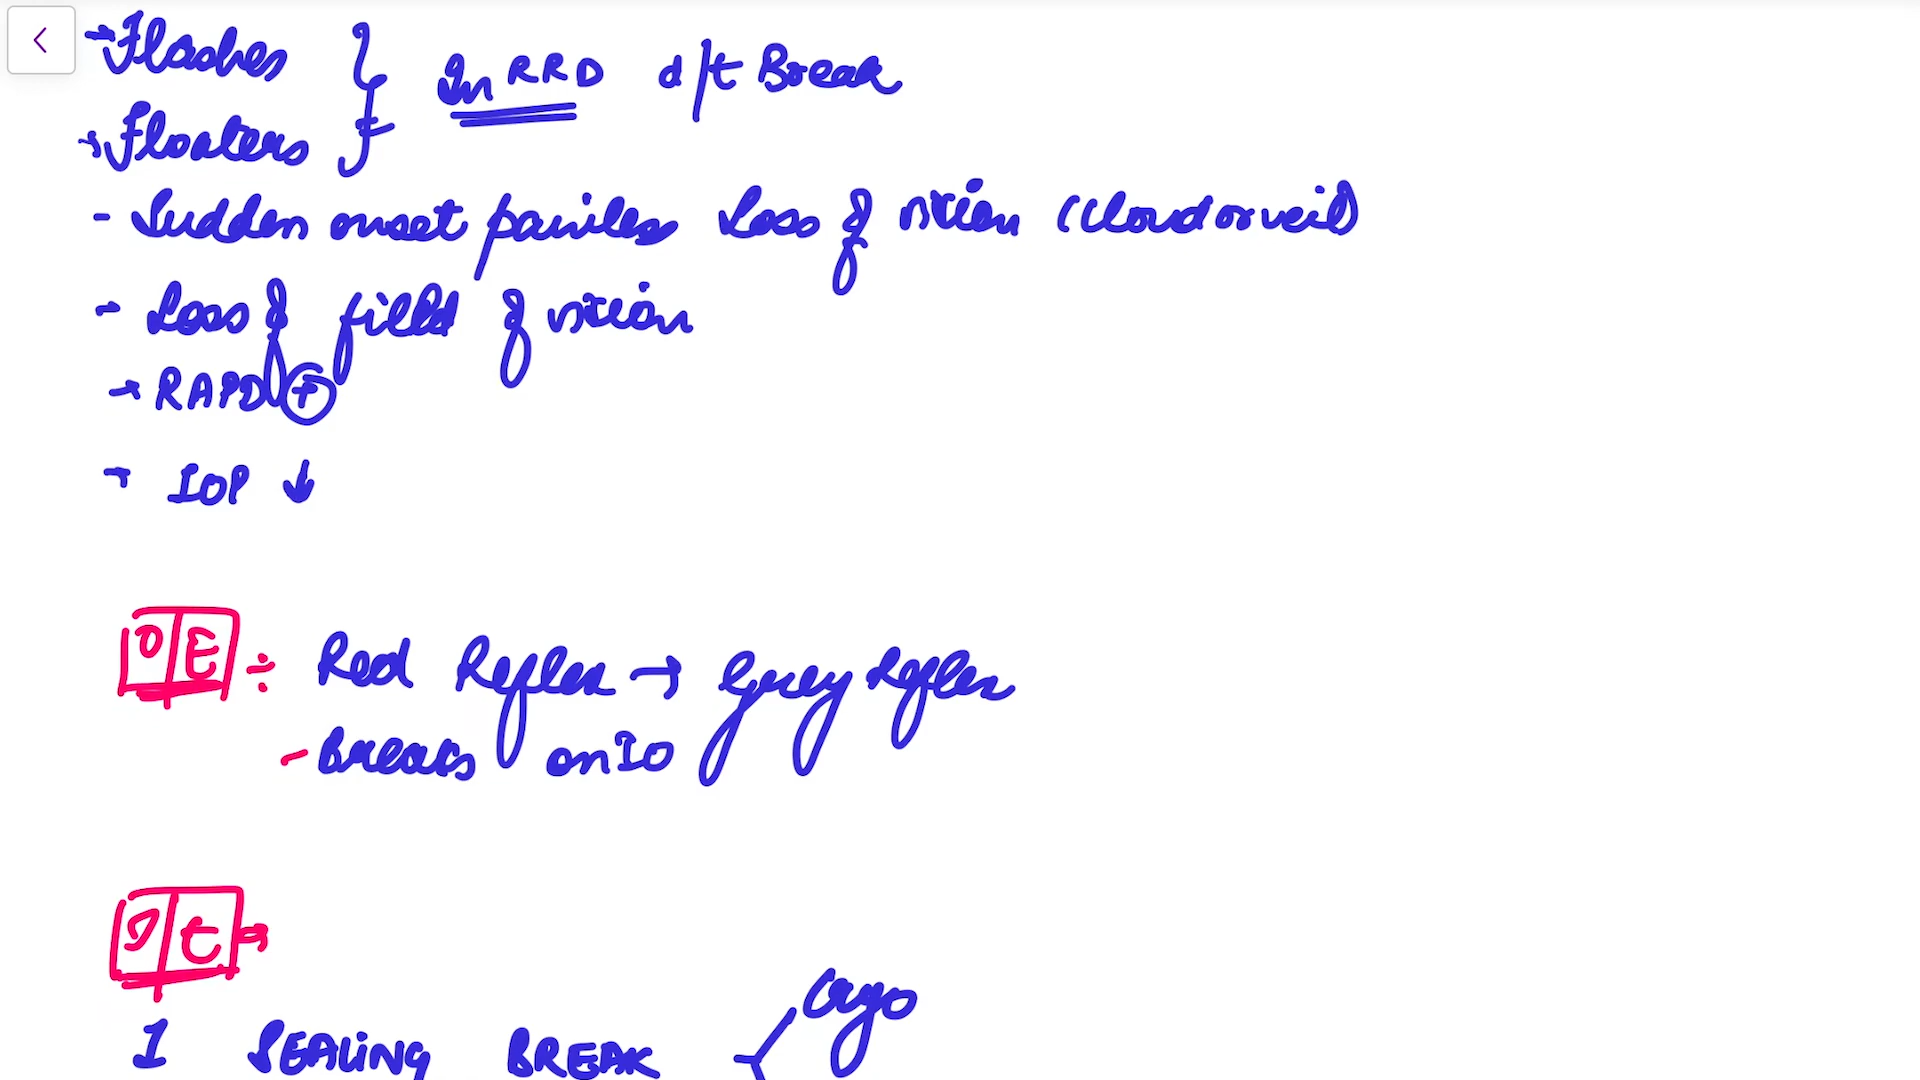 → Flashes } In RRD d/t Break
→ Floaters
- Sudden onset painless Loss of vision (cloud or veil)
- Loss of field of vision
→ RAPD ⊕
→ IOP ↓
O/E ÷ Red Reflex → Grey Reflex
- Breaks on IO
→
I SEALING BREAK Cryo